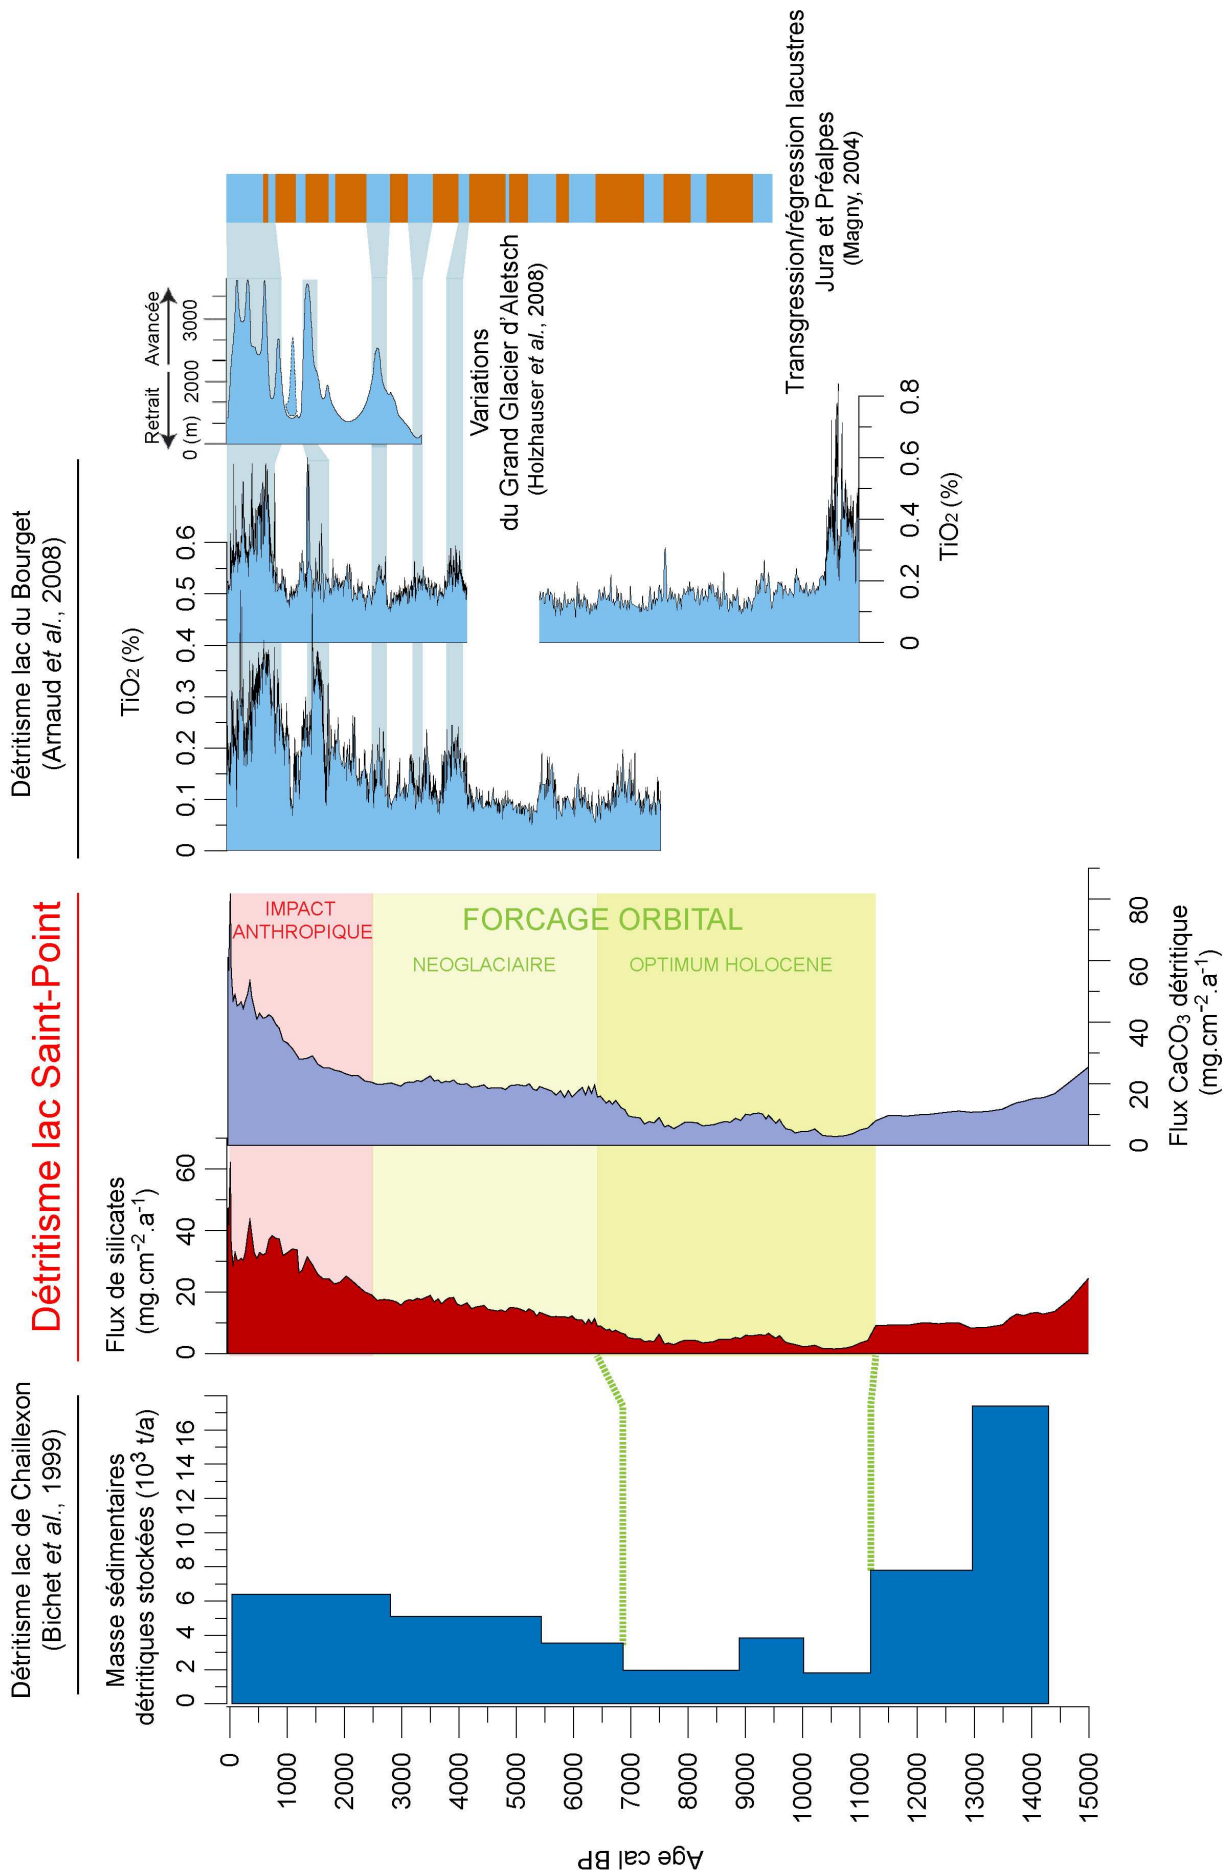 Détritisme lac de Chaillexon
(Bichet et al., 1999)
Masse sédimentaires
détritiques stockées (10³ t/a)
0 2 4 6 8 10 12 14 16
Détritisme lac Saint-Point
Flux de silicates
(mg.cm⁻².a⁻¹)
0 20 40 60
IMPACT
ANTHROPIQUE
FORCAGE ORBITAL
NEOGLACIAIRE
OPTIMUM HOLOCENE
0 20 40 60 80
Flux CaCO₃ détritique
(mg.cm⁻².a⁻¹)
Détritisme lac du Bourget
(Arnaud et al., 2008)
TiO₂ (%)
0 0.1 0.2 0.3 0.4 0.5 0.6
0 0.2 0.4 0.6 0.8
TiO₂ (%)
Retrait Avancée
0 (m) 2000 3000
Variations
du Grand Glacier d'Aletsch
(Holzhauser et al., 2008)
Transgression/régression lacustres
Jura et Préalpes
(Magny, 2004)
0
1000
2000
3000
4000
5000
6000
7000
8000
9000
10000
11000
12000
13000
14000
15000
Age cal BP